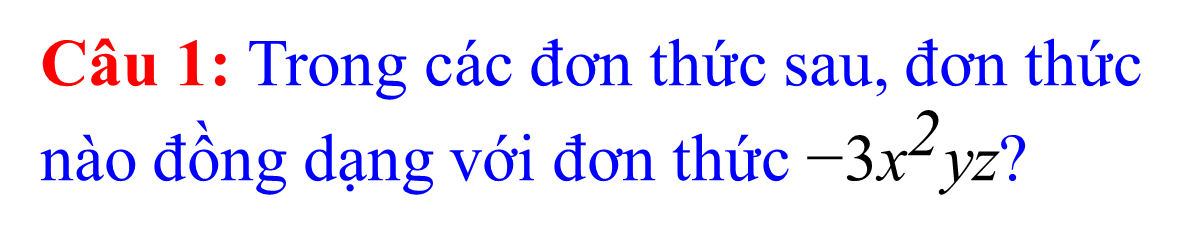 Câu 1: Trong các đơn thức sau, đơn thức
nào đồng dạng với đơn thức −3x²yz?